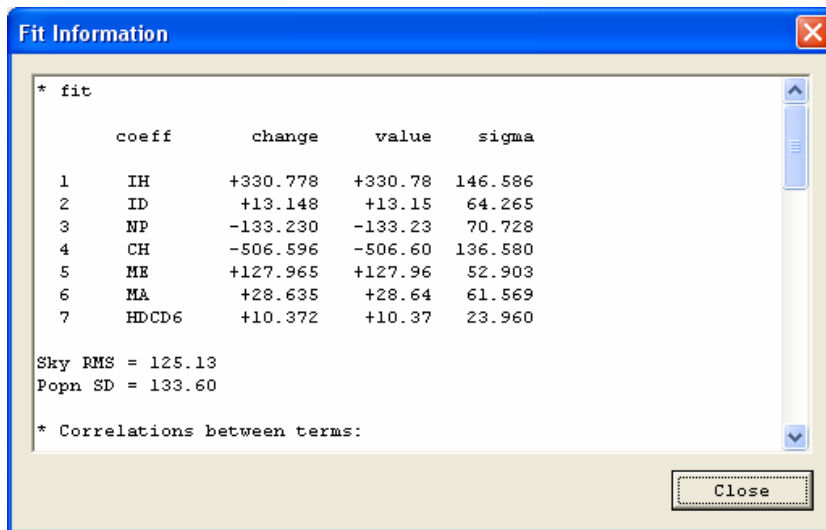 Fit Information
* fit
coeff change value sigma
1 IH +330.778 +330.78 146.586
2 ID +13.148 +13.15 64.265
3 NP -133.230 -133.23 70.728
4 CH -506.596 -506.60 136.580
5 ME +127.965 +127.96 52.903
6 MA +28.635 +28.64 61.569
7 HDCD6 +10.372 +10.37 23.960
Sky RMS = 125.13
Popn SD = 133.60
* Correlations between terms:
Close